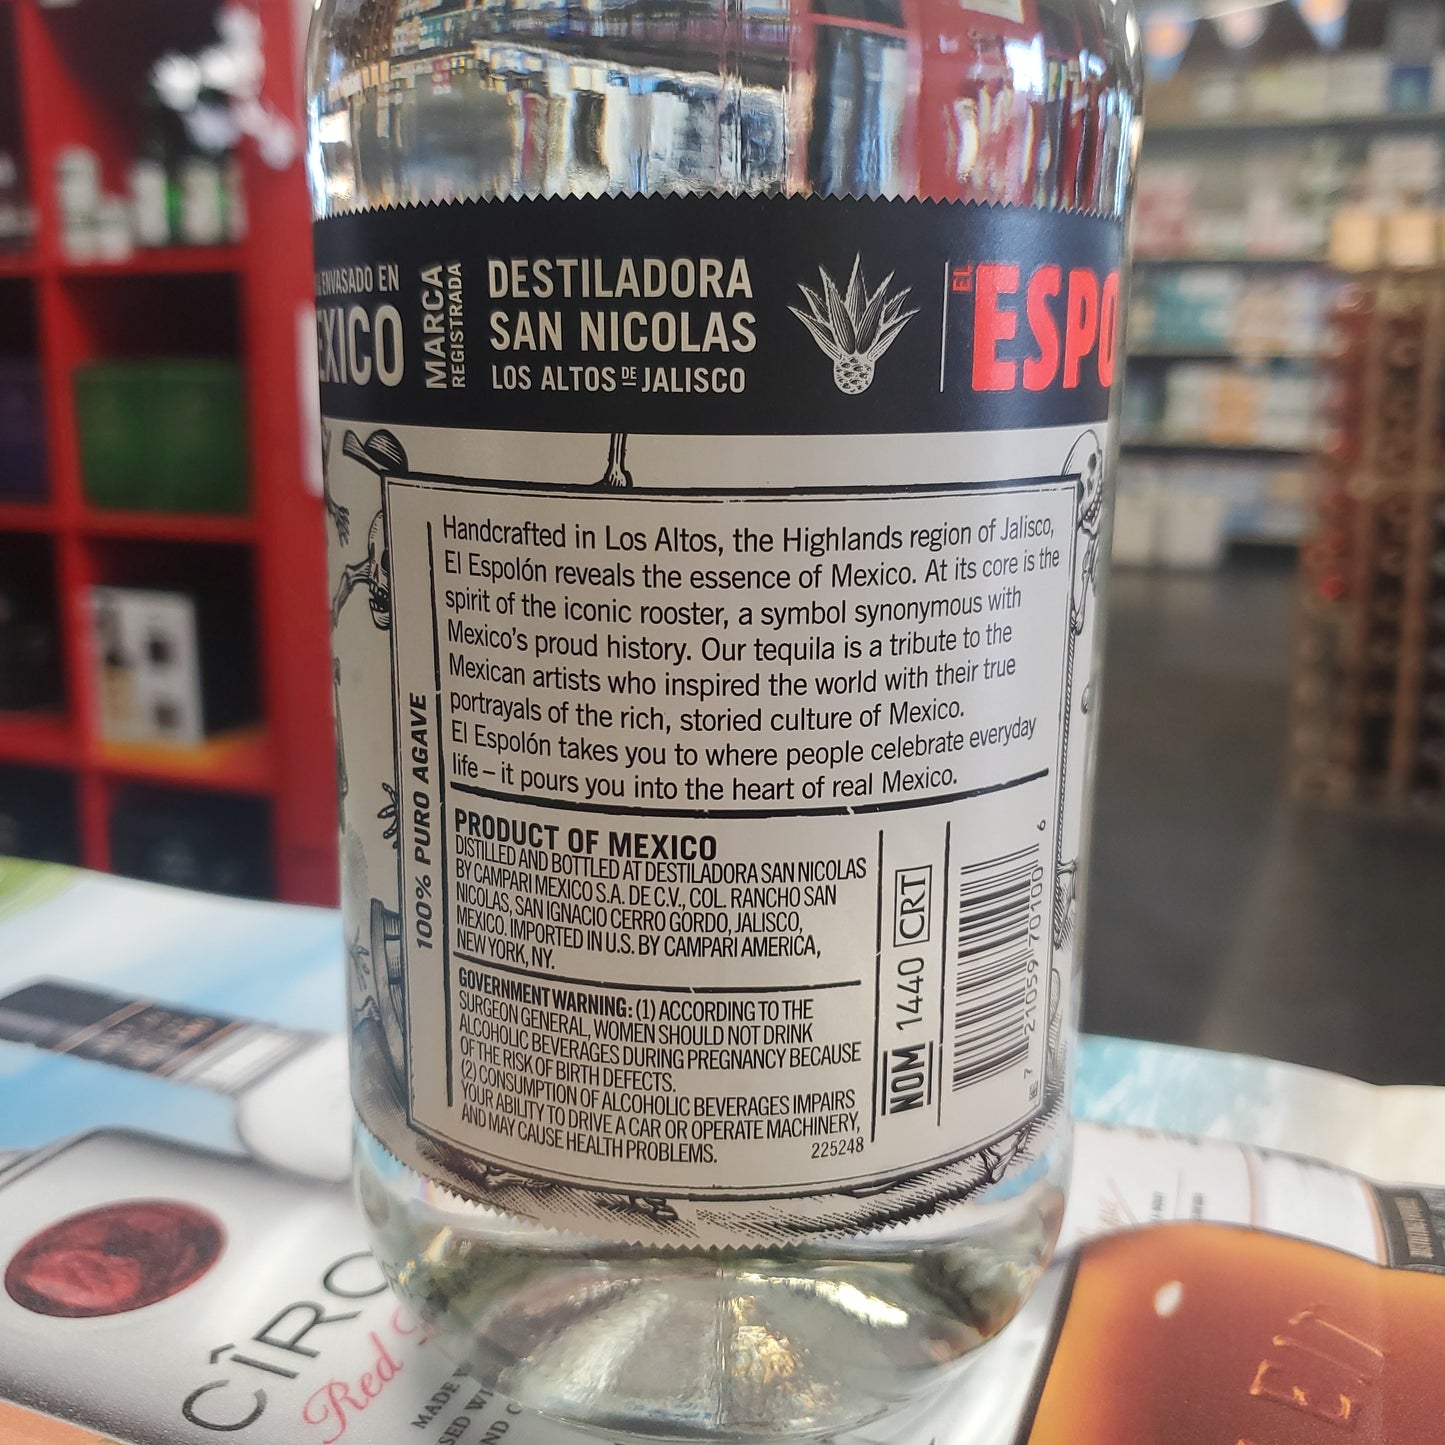 ENVASADO EN
EXICO
MARCA
REGISTRADA
DESTILADORA
SAN NICOLAS
LOS ALTOS DE JALISCO
EL
ESPO
Handcrafted in Los Altos, the Highlands region of Jalisco,
El Espolón reveals the essence of Mexico. At its core is the
spirit of the iconic rooster, a symbol synonymous with
Mexico's proud history. Our tequila is a tribute to the
Mexican artists who inspired the world with their true
portrayals of the rich, storied culture of Mexico.
El Espolón takes you to where people celebrate everyday
life – it pours you into the heart of real Mexico.
100% PURO AGAVE
PRODUCT OF MEXICO
DISTILLED AND BOTTLED AT DESTILADORA SAN NICOLAS
BY CAMPARI MEXICO S.A. DE C.V., COL. RANCHO SAN
NICOLAS, SAN IGNACIO CERRO GORDO, JALISCO,
MEXICO. IMPORTED IN U.S. BY CAMPARI AMERICA,
NEW YORK, NY.
GOVERNMENT WARNING: (1) ACCORDING TO THE
SURGEON GENERAL, WOMEN SHOULD NOT DRINK
ALCOHOLIC BEVERAGES DURING PREGNANCY BECAUSE
OF THE RISK OF BIRTH DEFECTS.
(2) CONSUMPTION OF ALCOHOLIC BEVERAGES IMPAIRS
YOUR ABILITY TO DRIVE A CAR OR OPERATE MACHINERY,
AND MAY CAUSE HEALTH PROBLEMS.
225248
NOM 1440 CRT
7 21059 70100 6
CÎROC
Red
MADE